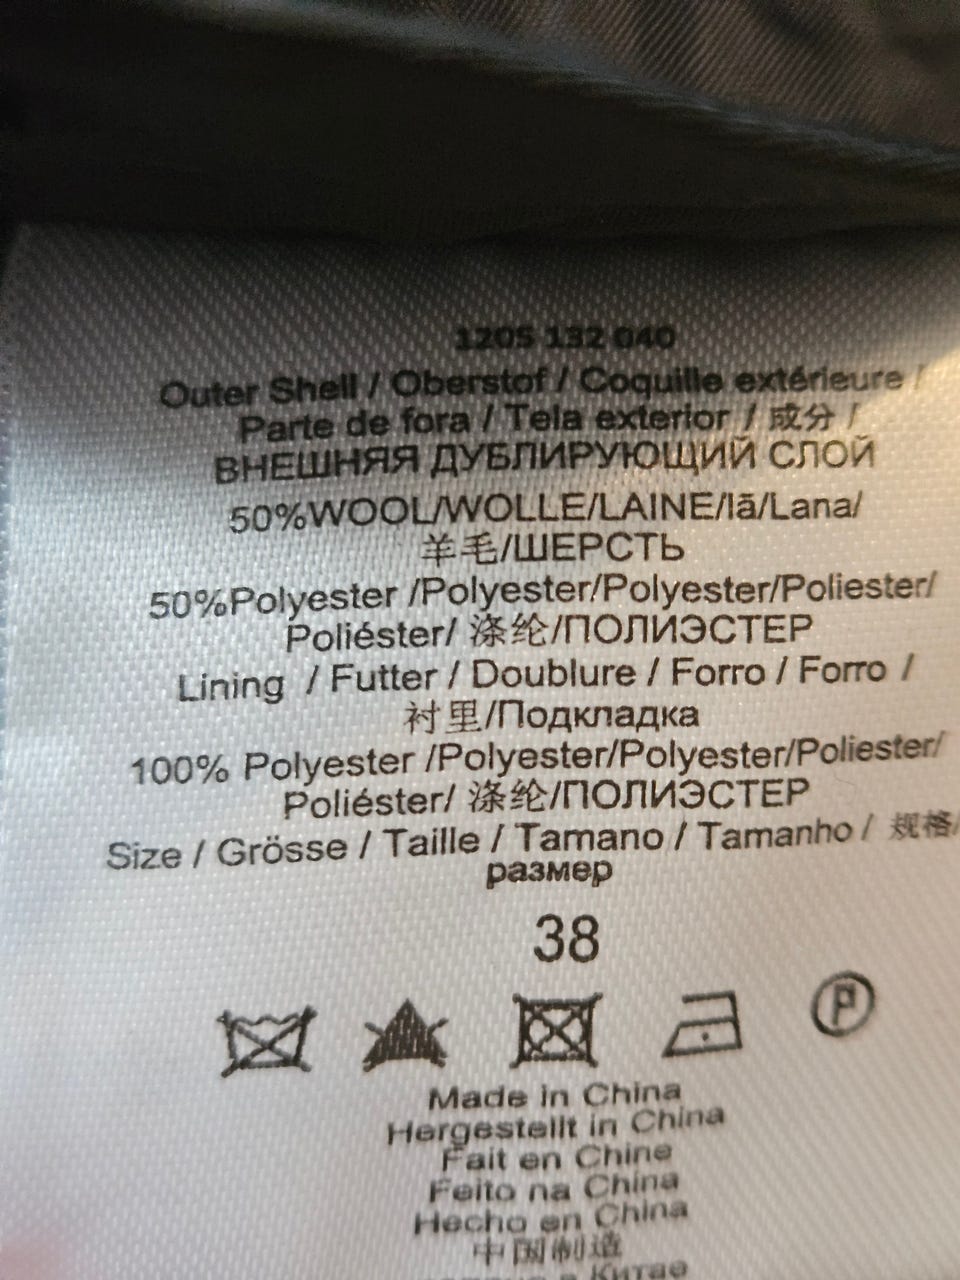 1205 132 040
Outer Shell / Oberstof / Coquille extérieure /
Parte de fora / Tela exterior / 成分 /
ВНЕШНЯЯ ДУБЛИРУЮЩИЙ СЛОЙ
50%WOOL/WOLLE/LAINE/lã/Lana/
羊毛/ШЕРСТЬ
50%Polyester /Polyester/Polyester/Poliester/
Poliéster/ 涤纶/ПОЛИЭСТЕР
Lining / Futter / Doublure / Forro / Forro /
衬里/Подкладка
100% Polyester /Polyester/Polyester/Poliester/
Poliéster/ 涤纶/ПОЛИЭСТЕР
Size / Grösse / Taille / Tamano / Tamanho / 规格/
размер
38
P
Made in China
Hergestellt in China
Fait en Chine
Feito na China
Hecho en China
中国制造
в Китае